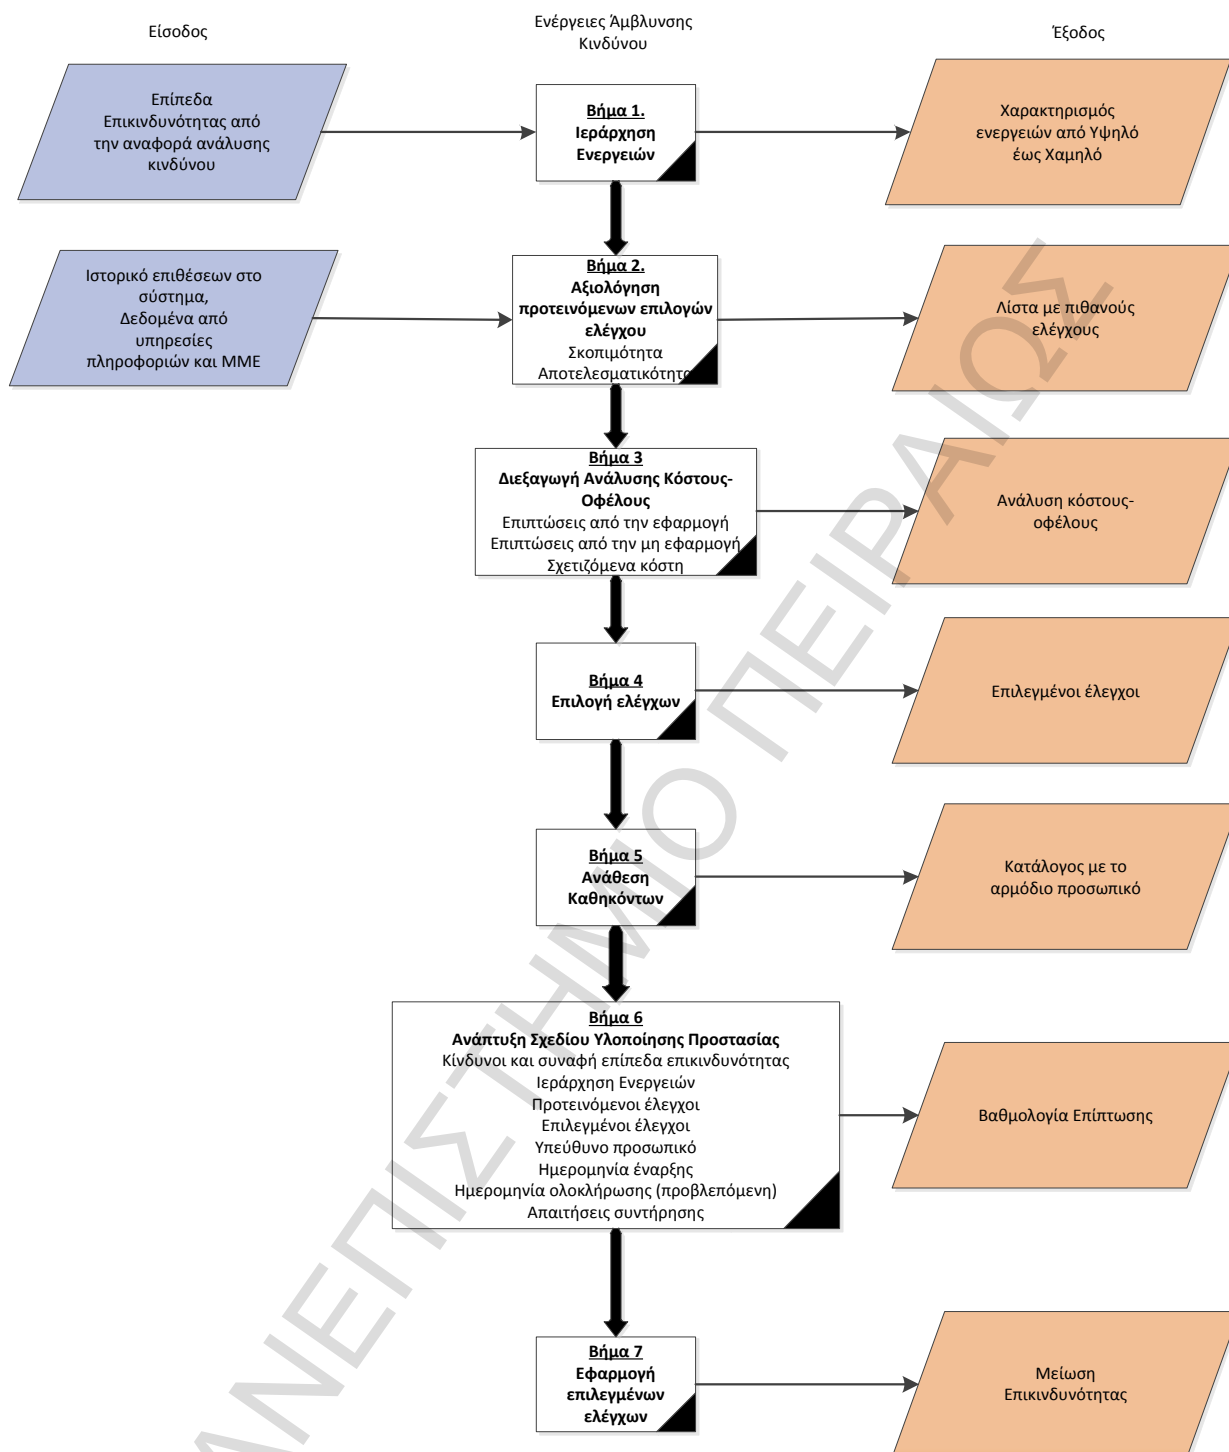 Είσοδος
Ενέργειες Άμβλυνσης
Κινδύνου
Έξοδος
Επίπεδα
Επικινδυνότητας από
την αναφορά ανάλυσης
κινδύνου
Βήμα 1.
Ιεράρχηση
Ενεργειών
Χαρακτηρισμός
ενεργειών από Υψηλό
έως Χαμηλό
Ιστορικό επιθέσεων στο
σύστημα,
Δεδομένα από
υπηρεσίες
πληροφοριών και ΜΜΕ
Βήμα 2.
Αξιολόγηση
προτεινόμενων επιλογών
ελέγχου
Σκοπιμότητα
Αποτελεσματικότητα
Λίστα με πιθανούς
ελέγχους
Βήμα 3
Διεξαγωγή Ανάλυσης Κόστους-
Οφέλους
Επιπτώσεις από την εφαρμογή
Επιπτώσεις από την μη εφαρμογή
Σχετιζόμενα κόστη
Ανάλυση κόστους-
οφέλους
Βήμα 4
Επιλογή ελέγχων
Επιλεγμένοι έλεγχοι
Βήμα 5
Ανάθεση
Καθηκόντων
Κατάλογος με το
αρμόδιο προσωπικό
Βήμα 6
Ανάπτυξη Σχεδίου Υλοποίησης Προστασίας
Κίνδυνοι και συναφή επίπεδα επικινδυνότητας
Ιεράρχηση Ενεργειών
Προτεινόμενοι έλεγχοι
Επιλεγμένοι έλεγχοι
Υπεύθυνο προσωπικό
Ημερομηνία έναρξης
Ημερομηνία ολοκλήρωσης (προβλεπόμενη)
Απαιτήσεις συντήρησης
Βαθμολογία Επίπτωσης
Βήμα 7
Εφαρμογή
επιλεγμένων
ελέγχων
Μείωση
Επικινδυνότητας
ΑΝΕΠΙΣΤΗΜΙΟ ΠΕΙΡΑΙΩΣ